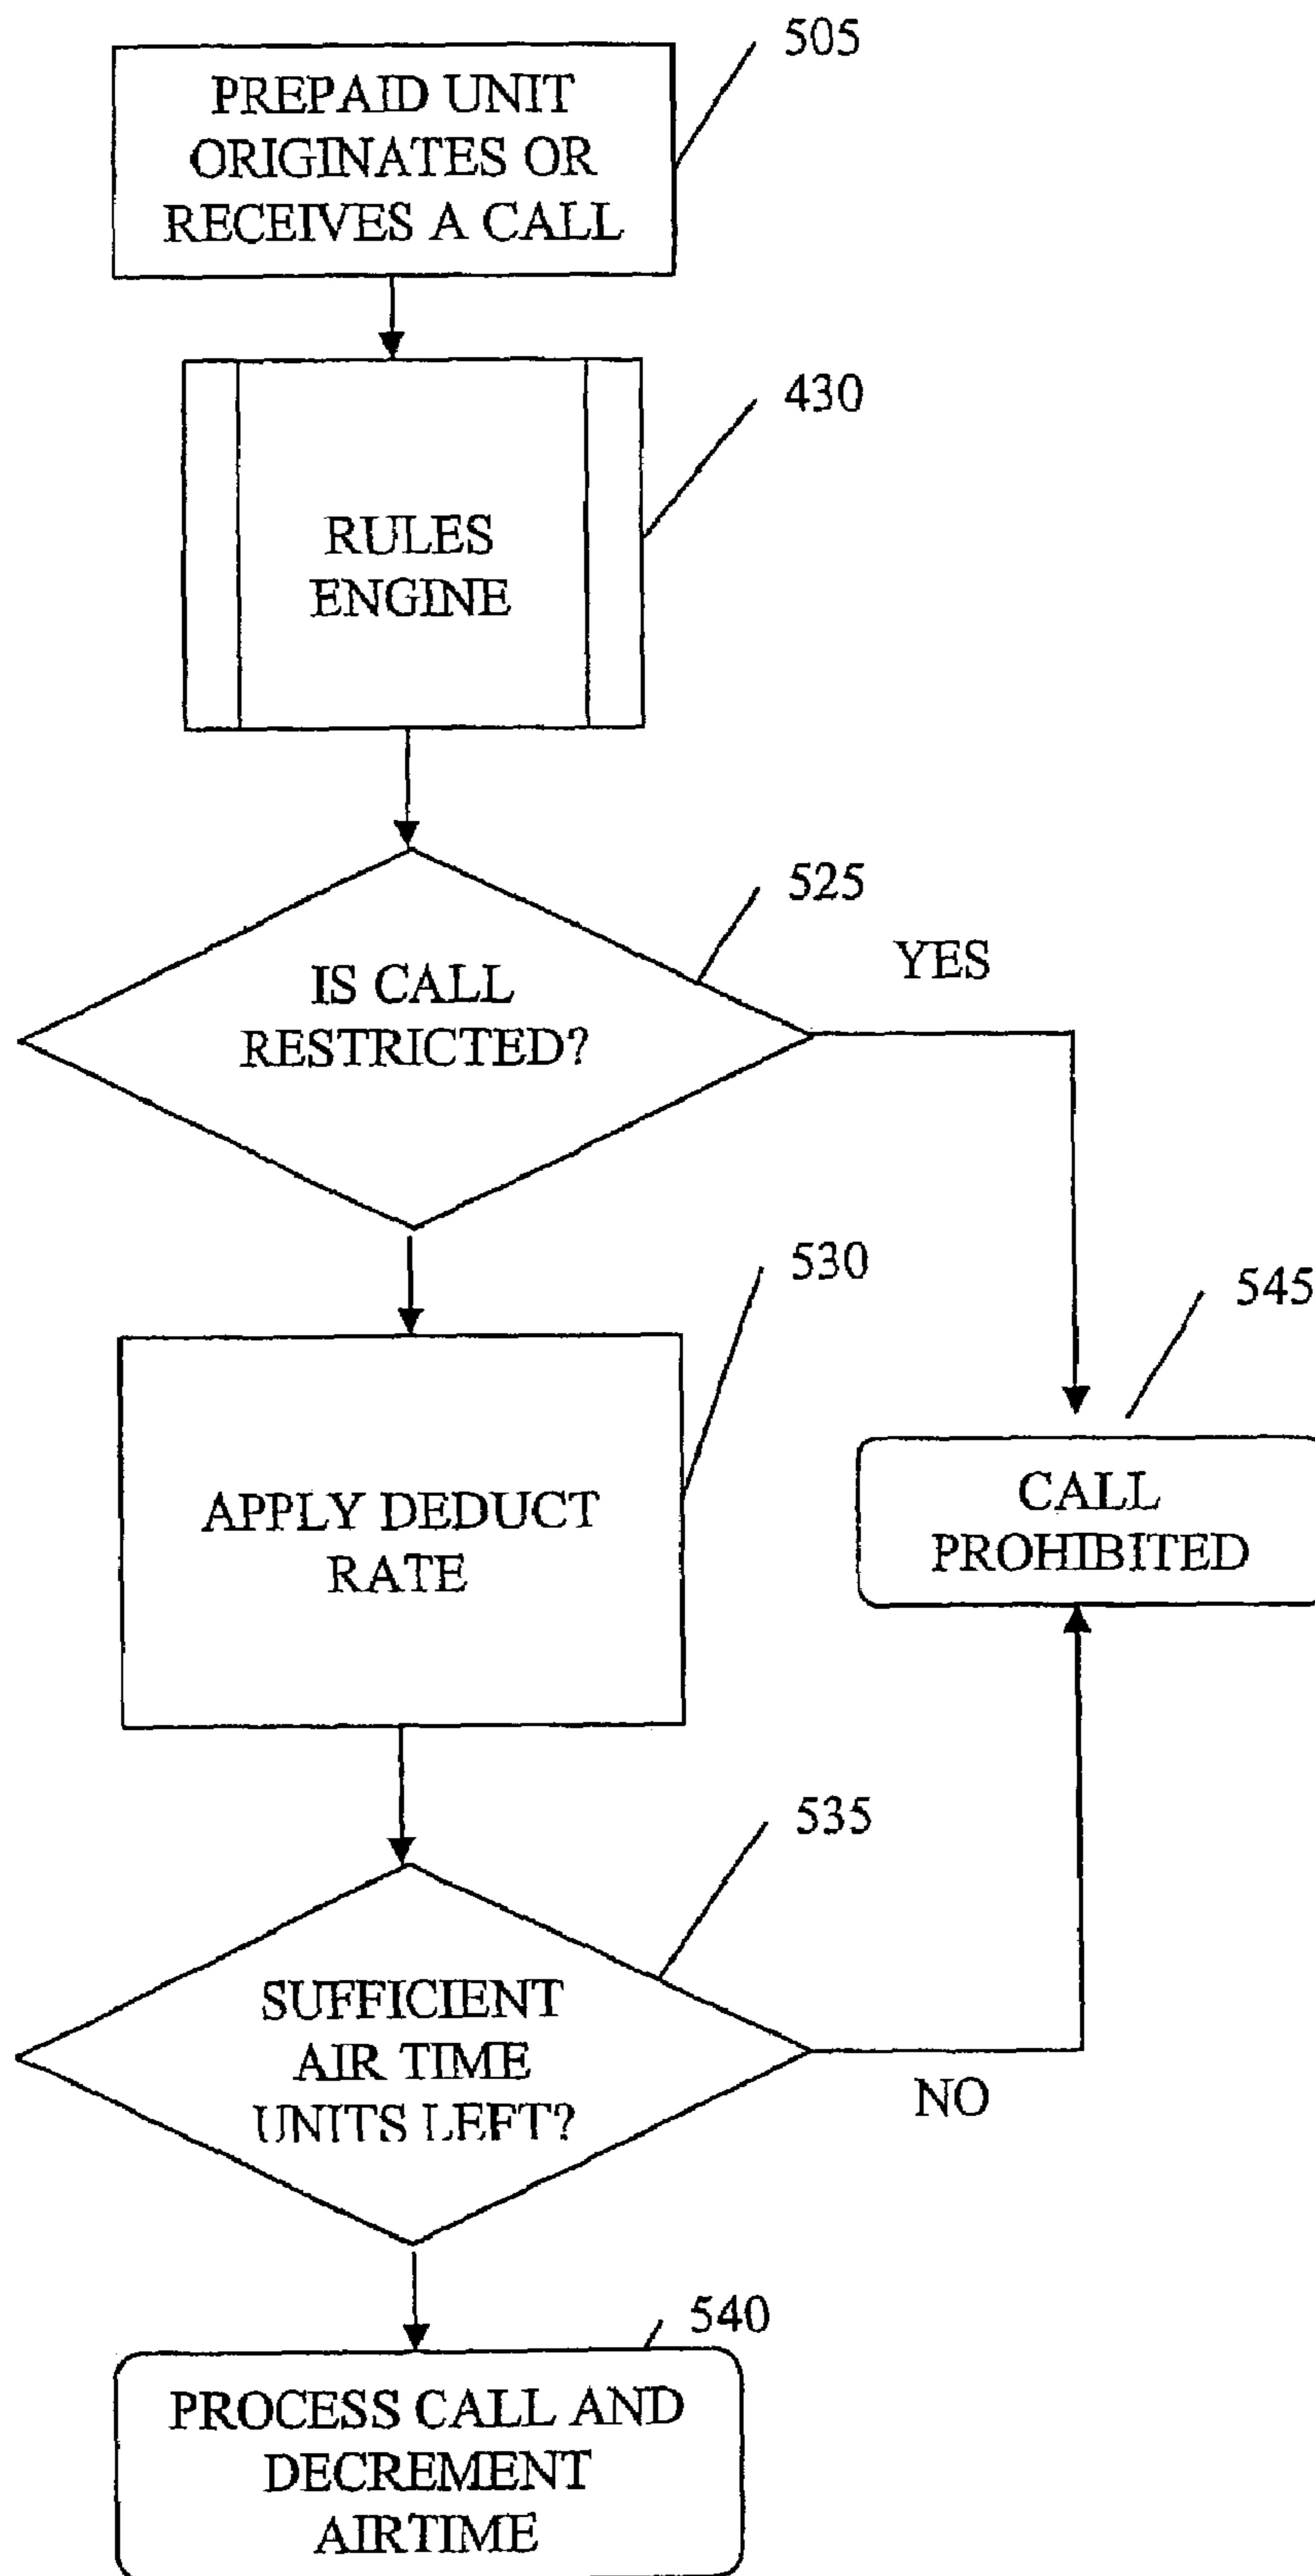 505
PREPAID UNIT
ORIGINATES OR
RECEIVES A CALL
430
RULES
ENGINE
525
YES
IS CALL
RESTRICTED?
530
545
APPLY DEDUCT
RATE
CALL
PROHIBITED
535
SUFFICIENT
AIR TIME
UNITS LEFT?
NO
540
PROCESS CALL AND
DECREMENT
AIRTIME